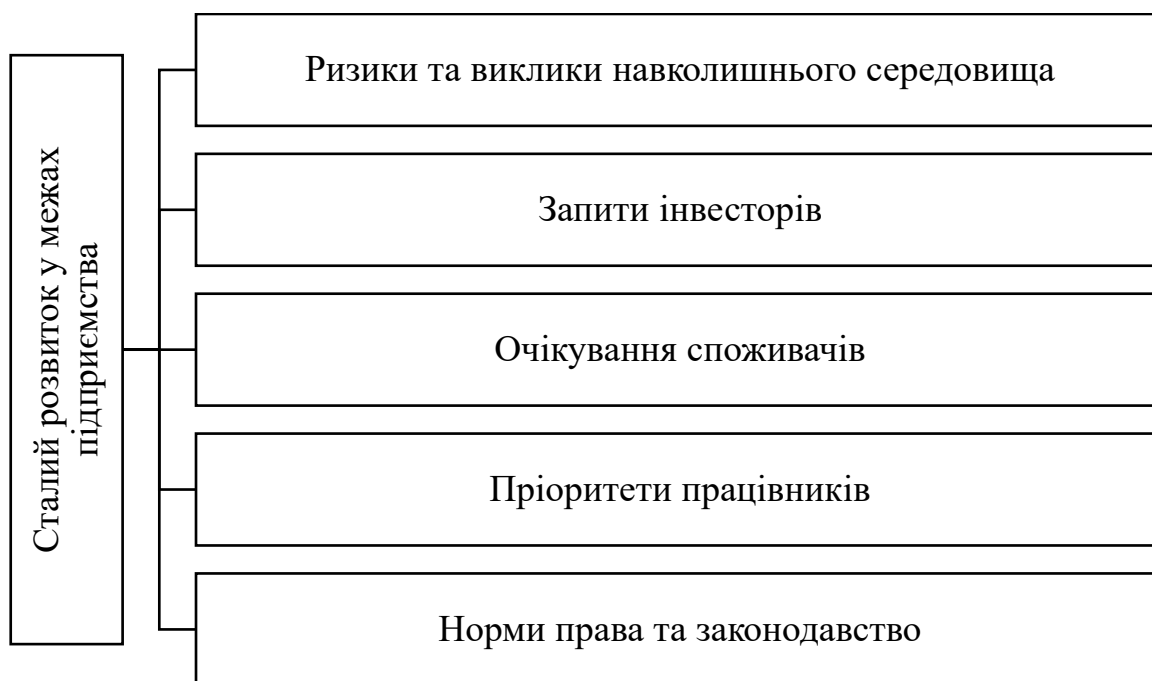 Сталий розвиток у межах
підприємства
Ризики та виклики навколишнього середовища
Запити інвесторів
Очікування споживачів
Пріоритети працівників
Норми права та законодавство